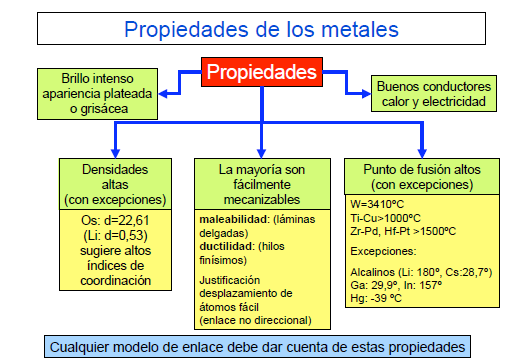 Propiedades de los metales
Propiedades
Brillo intenso
apariencia plateada
o grisácea
Buenos conductores
calor y electricidad
Densidades
altas
(con excepciones)
Os: d=22,61
(Li: d=0,53)
sugiere altos
índices de
coordinación
La mayoría son
fácilmente
mecanizables
maleabilidad: (láminas
delgadas)
ductilidad: (hilos
finísimos)
Justificación
desplazamiento de
átomos fácil
(enlace no direccional)
Punto de fusión altos
(con excepciones)
W=3410ºC
Ti-Cu>1000ºC
Zr-Pd, Hf-Pt >1500ºC
Excepciones:
Alcalinos (Li: 180º, Cs:28,7º)
Ga: 29,9º, In: 157º
Hg: -39 ºC
Cualquier modelo de enlace debe dar cuenta de estas propiedades